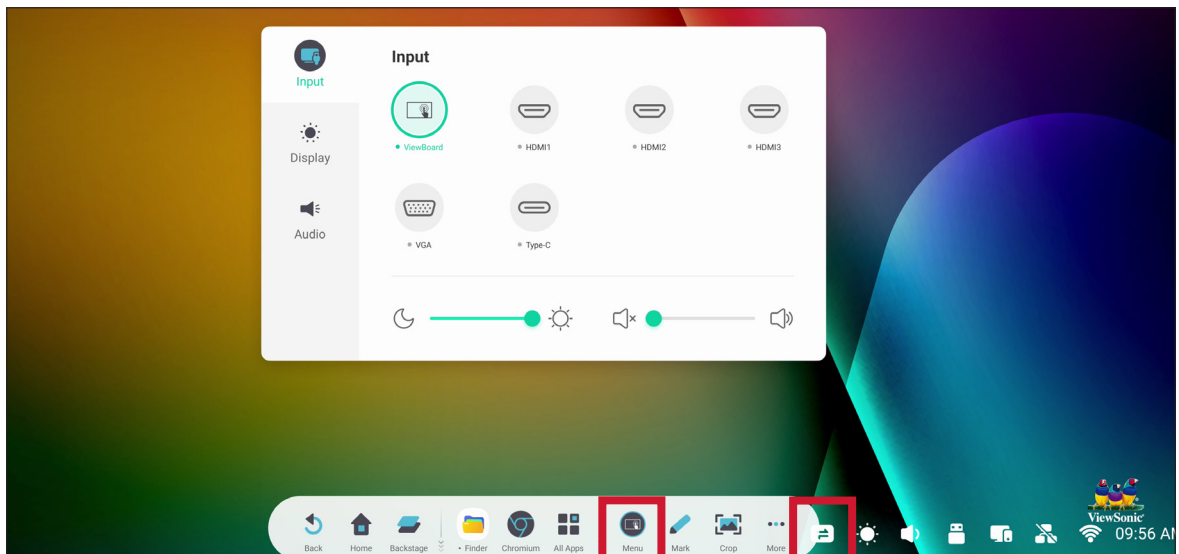 Input
Input
ViewBoard
HDMI1
HDMI2
HDMI3
Display
Audio
VGA
Type-C
ViewSonic
Back
Home
Backstage
• Finder
Chromium
All Apps
Menu
Mark
Crop
More
09:56 AM